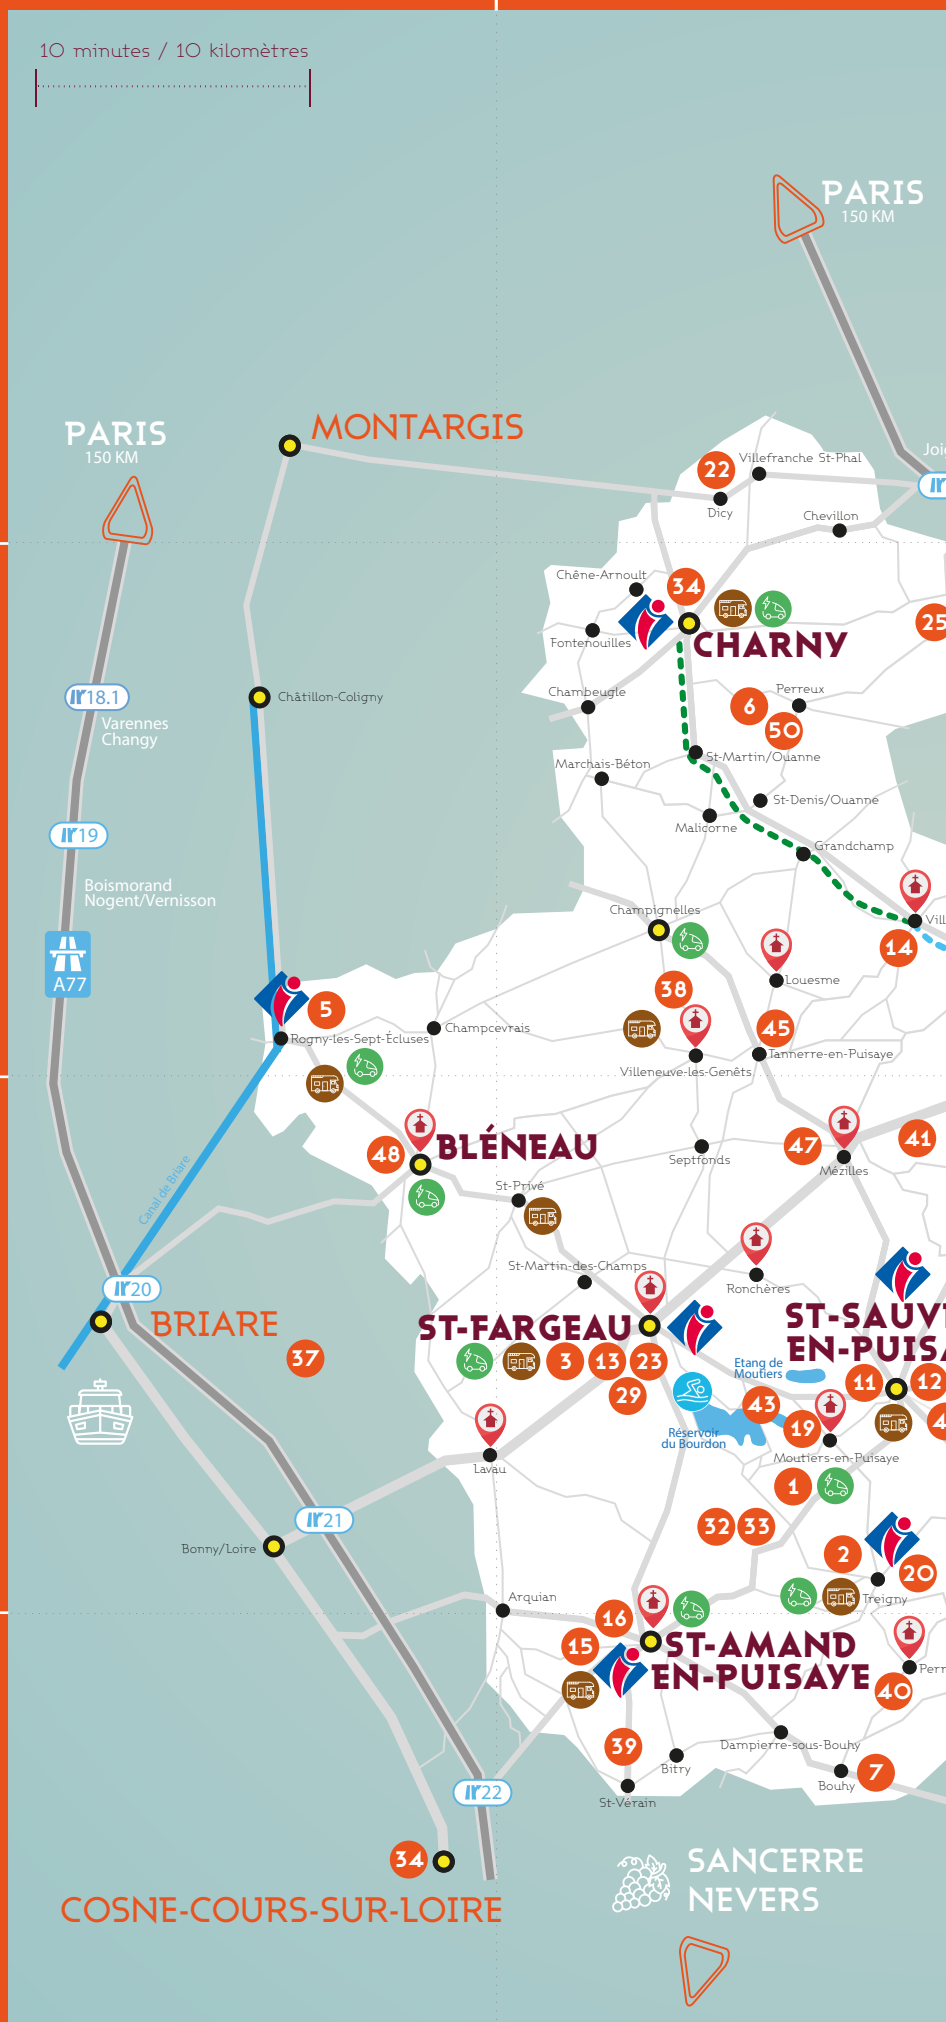 10 minutes / 10 kilomètres
PARIS
150 KM
PARIS
150 KM
MONTARGIS
22
Villefranche St-Phal
Dicy
Chevillon
Chêne-Arnoult
34
Fontenouilles
CHARNY
25
Châtillon-Coligny
Chambeugle
Perreux
6
50
18.1
Varennes
Changy
St-Martin/Ouanne
Marchais-Béton
St-Denis/Ouanne
Malicorne
19
Grandchamp
Boismorand
Nogent/Vernisson
Champignelles
14
A77
Louesme
38
5
Champcevrais
45
Rogny-les-Sept-Écluses
Tannerre-en-Puisaye
Villeneuve-les-Genêts
48
BLÉNEAU
Septfonds
47
41
Mézilles
Canal de Briare
St-Privé
St-Martin-des-Champs
Ronchères
20
BRIARE
ST-FARGEAU
37
3
13
23
29
Etang de
Moutiers
11
12
43
19
Réservoir
du Bourdon
Moutiers-en-Puisaye
Lavau
1
21
32
33
Bonny/Loire
2
20
Treigny
Arquian
16
15
ST-AMAND
EN-PUISAYE
40
39
Dampierre-sous-Bouhy
Bitry
Bouhy
7
22
St-Vérain
34
COSNE-COURS-SUR-LOIRE
SANCERRE
NEVERS